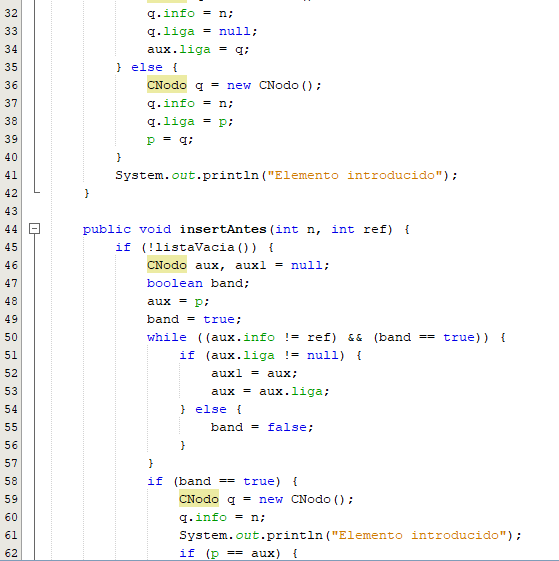 32 q.info = n;
33 q.liga = null;
34 aux.liga = q;
35 } else {
36 CNodo q = new CNodo();
37 q.info = n;
38 q.liga = p;
39 p = q;
40 }
41 System.out.println("Elemento introducido");
42 }
43
44 public void insertAntes(int n, int ref) {
45 if (!listaVacia()) {
46 CNodo aux, aux1 = null;
47 boolean band;
48 aux = p;
49 band = true;
50 while ((aux.info != ref) && (band == true)) {
51 if (aux.liga != null) {
52 aux1 = aux;
53 aux = aux.liga;
54 } else {
55 band = false;
56 }
57 }
58 if (band == true) {
59 CNodo q = new CNodo();
60 q.info = n;
61 System.out.println("Elemento introducido");
62 if (p == aux) {